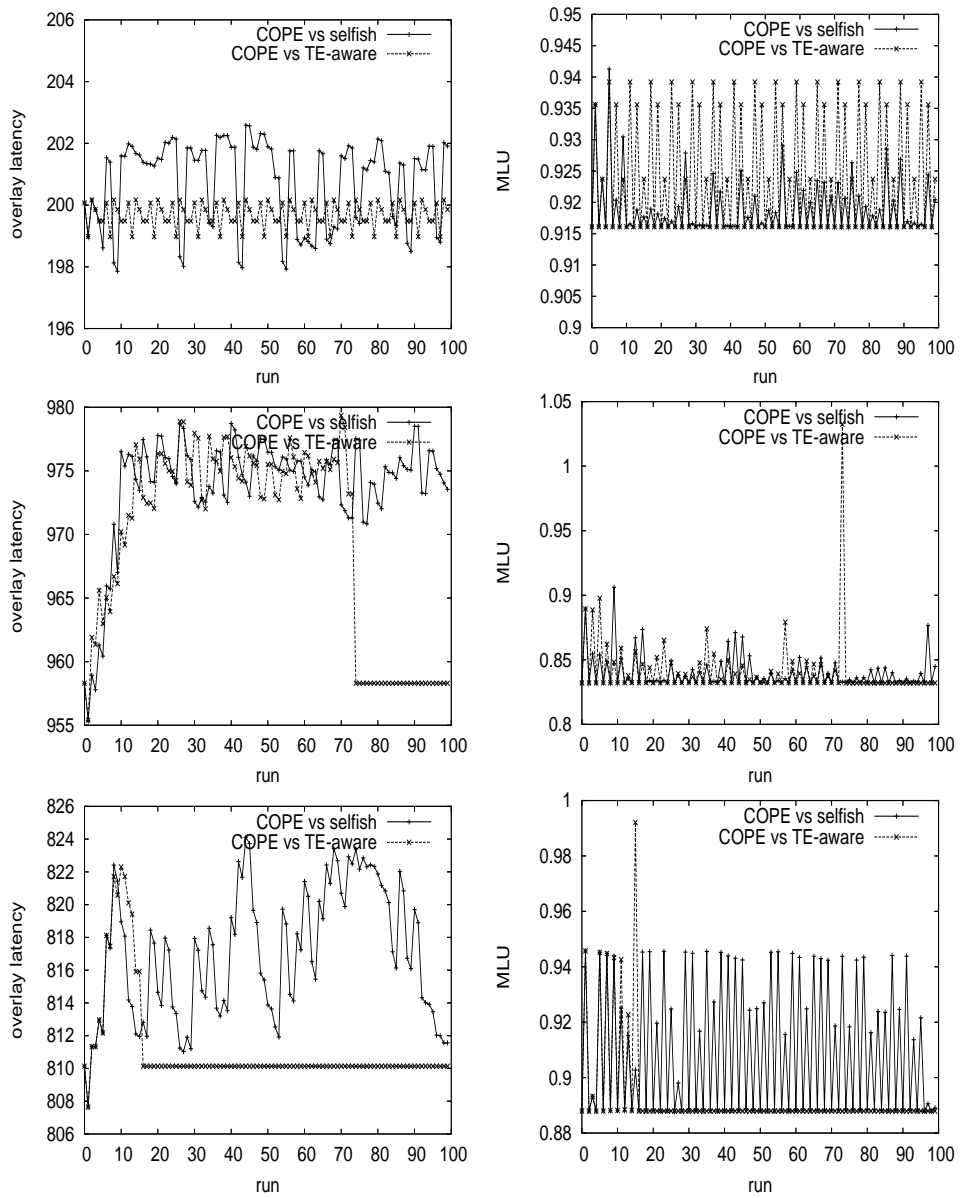 COPE vs selfish
COPE vs TE-aware
206
204
202
200
198
196
overlay latency
0 10 20 30 40 50 60 70 80 90 100
run
COPE vs selfish
COPE vs TE-aware
0.95
0.945
0.94
0.935
0.93
0.925
0.92
0.915
0.91
0.905
0.9
MLU
0 10 20 30 40 50 60 70 80 90 100
run
COPE vs selfish
COPE vs TE-aware
980
975
970
965
960
955
overlay latency
0 10 20 30 40 50 60 70 80 90 100
run
COPE vs selfish
COPE vs TE-aware
1.05
1
0.95
0.9
0.85
0.8
MLU
0 10 20 30 40 50 60 70 80 90 100
run
COPE vs selfish
COPE vs TE-aware
826
824
822
820
818
816
814
812
810
808
806
overlay latency
0 10 20 30 40 50 60 70 80 90 100
run
COPE vs selfish
COPE vs TE-aware
1
0.98
0.96
0.94
0.92
0.9
0.88
MLU
0 10 20 30 40 50 60 70 80 90 100
run